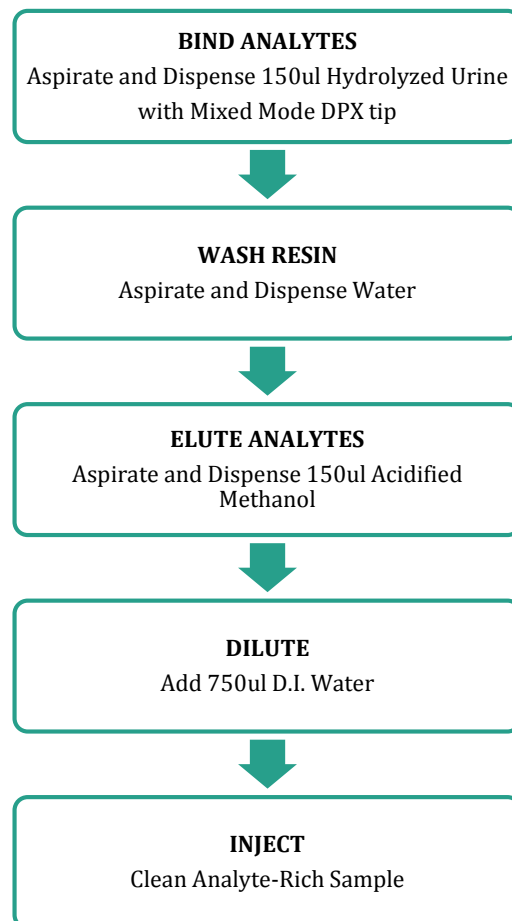 BIND ANALYTES
Aspirate and Dispense 150ul Hydrolyzed Urine
with Mixed Mode DPX tip
WASH RESIN
Aspirate and Dispense Water
ELUTE ANALYTES
Aspirate and Dispense 150ul Acidified
Methanol
DILUTE
Add 750ul D.I. Water
INJECT
Clean Analyte-Rich Sample